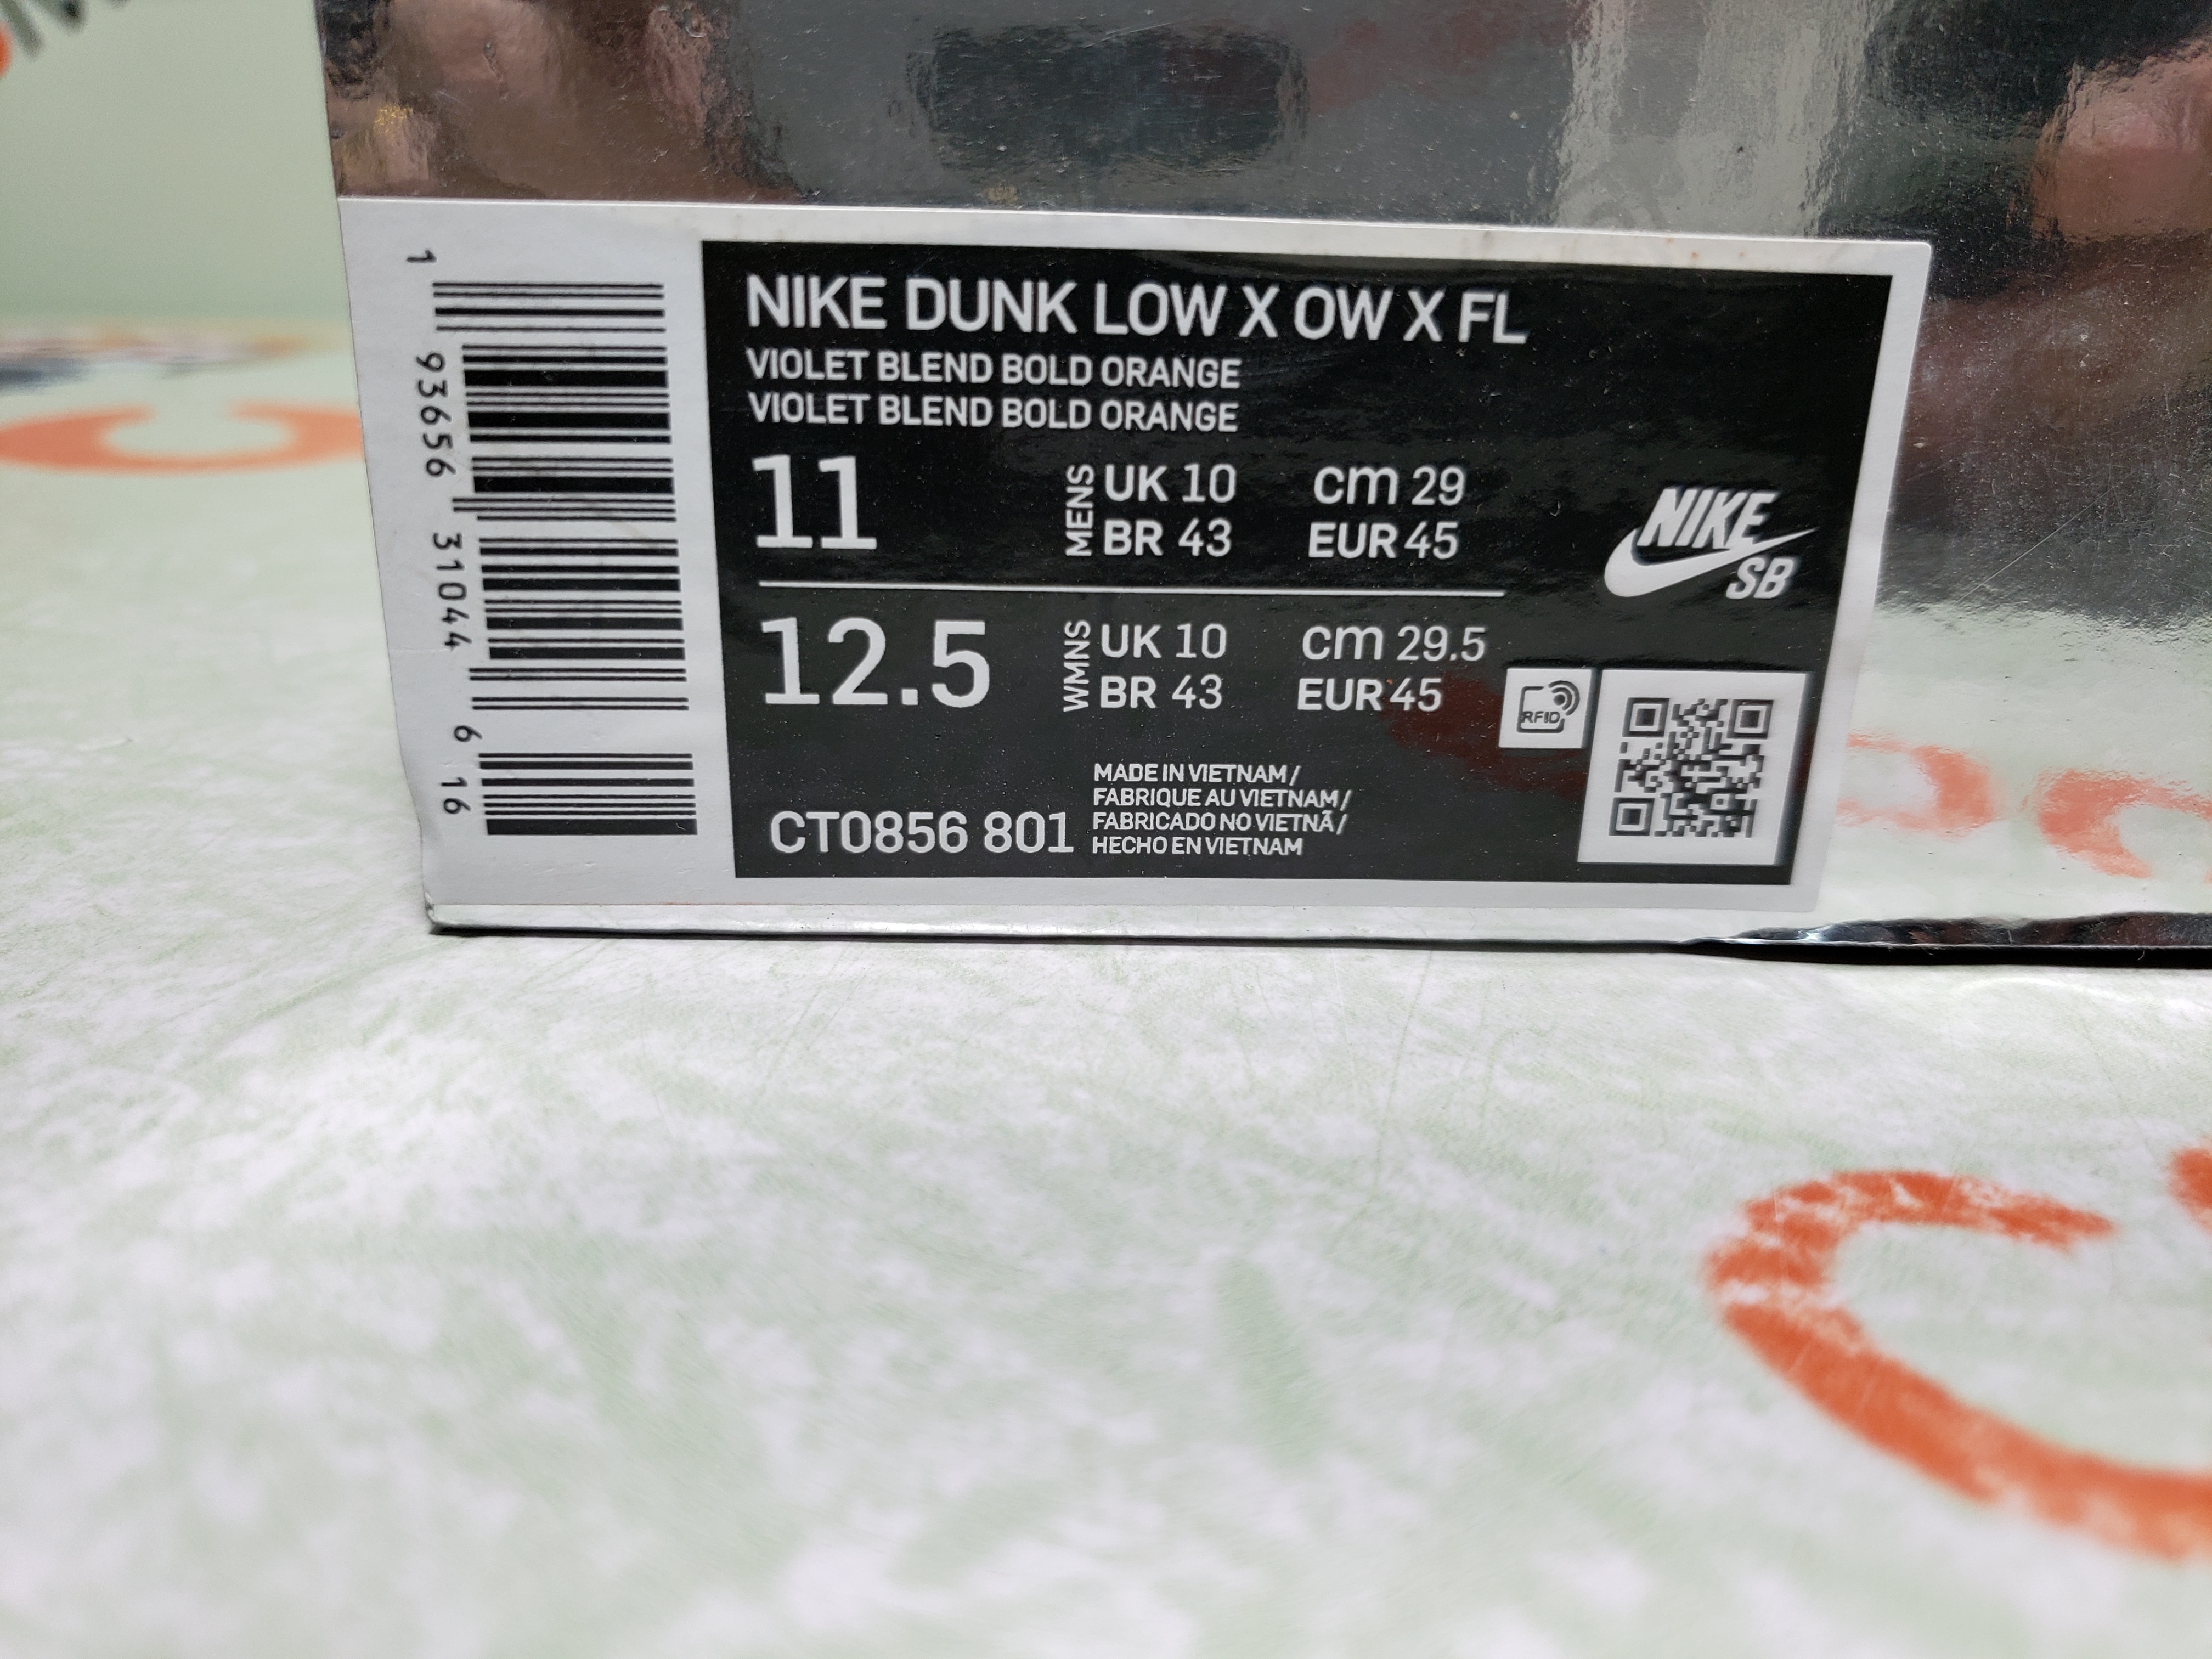 NIKE DUNK LOW X OW X FL
VIOLET BLEND BOLD ORANGE
VIOLET BLEND BOLD ORANGE
11 MENS UK 10 cm 29
BR 43 EUR 45
12.5 WMNS UK 10 cm 29.5
BR 43 EUR 45
NIKE
SB
RFID
CT0856 801
MADE IN VIETNAM /
FABRIQUE AU VIETNAM /
FABRICADO NO VIETNÃ /
HECHO EN VIETNAM
1 93656 31044 6 16